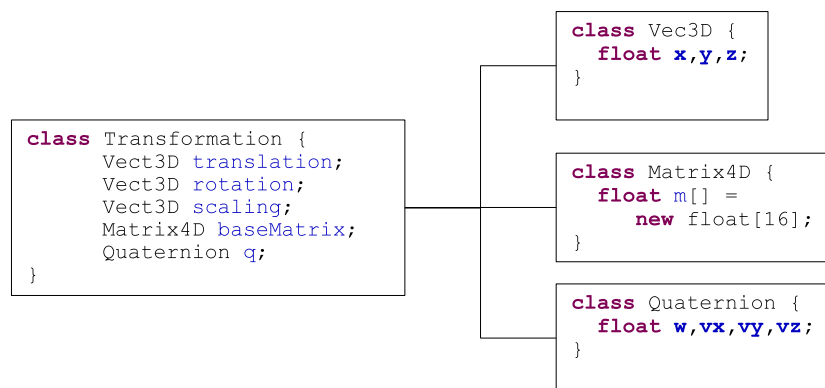 class Transformation {
Vect3D translation;
Vect3D rotation;
Vect3D scaling;
Matrix4D baseMatrix;
Quaternion q;
}
class Vec3D {
float x,y,z;
}
class Matrix4D {
float m[] =
new float[16];
}
class Quaternion {
float w,vx,vy,vz;
}